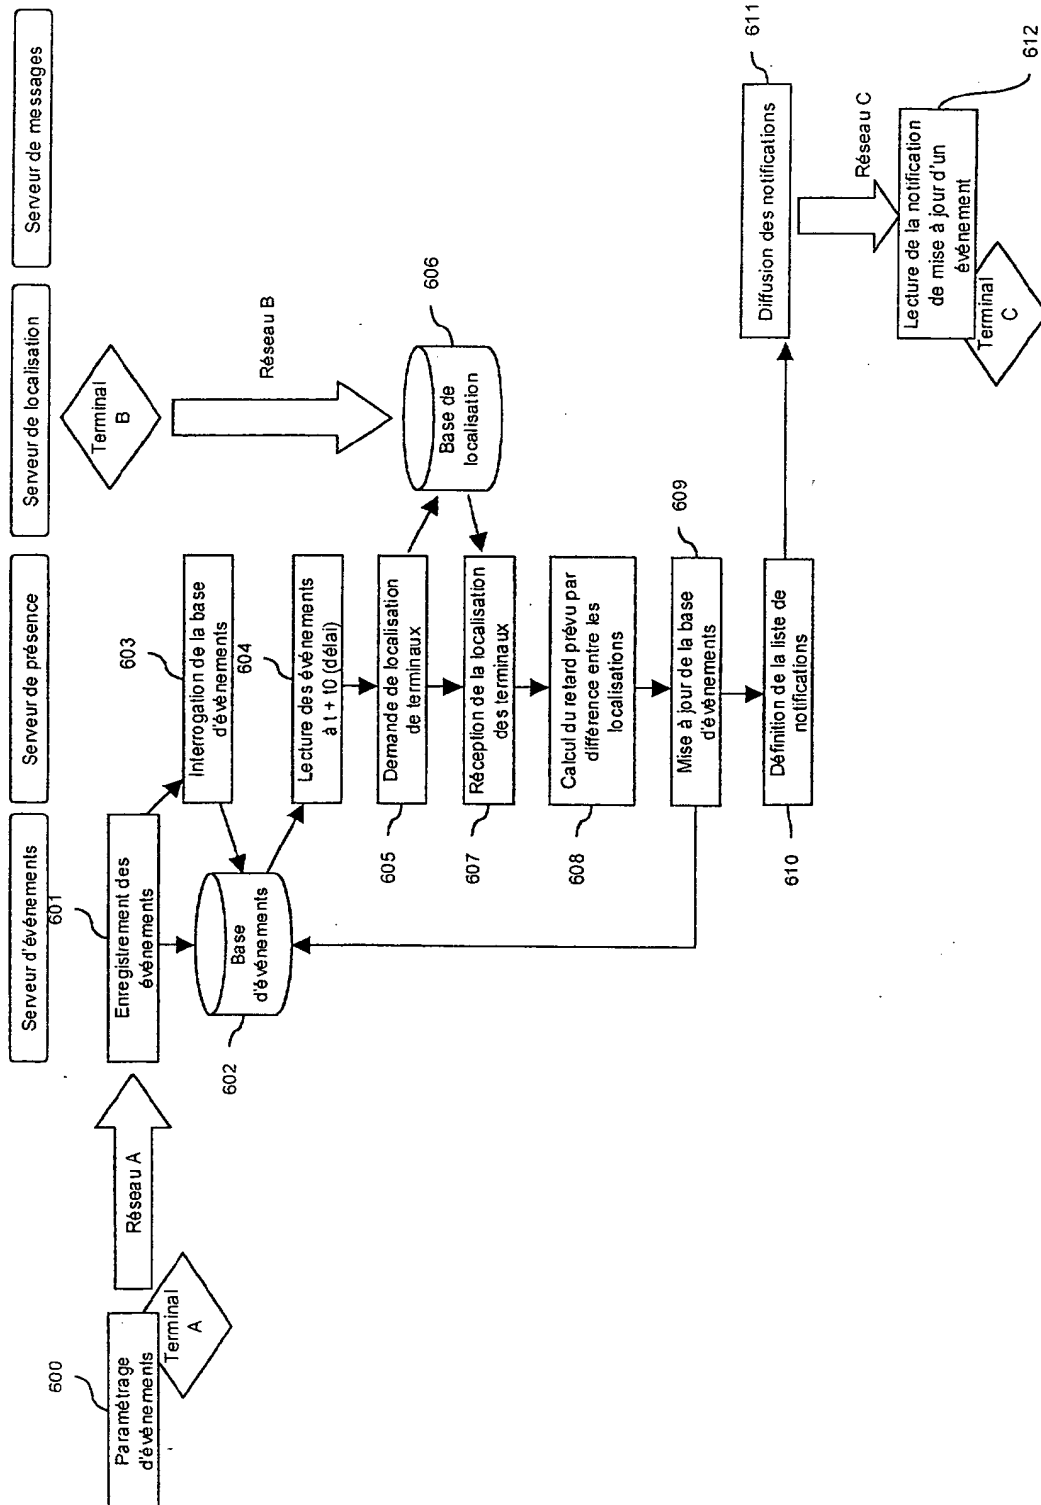 Serveur d'événements
Serveur de présence
Serveur de localisation
Serveur de messages
600
Paramétrage
d'événements
Terminal
A
Réseau A
601
Enregistrement des
événements
602
Base
d'événements
603
Interrogation de la base
d'événements
604
Lecture des événements
à t + t0 (délai)
605
Demande de localisation
de terminaux
Terminal
B
Réseau B
606
Base de
localisation
607
Réception de la localisation
des terminaux
608
Calcul du retard prévu par
différence entre les
localisations
609
Mise à jour de la base
d'événements
610
Définition de la liste de
notifications
611
Diffusion des notifications
Réseau C
612
Lecture de la notification
de mise à jour d'un
événement
Terminal
C